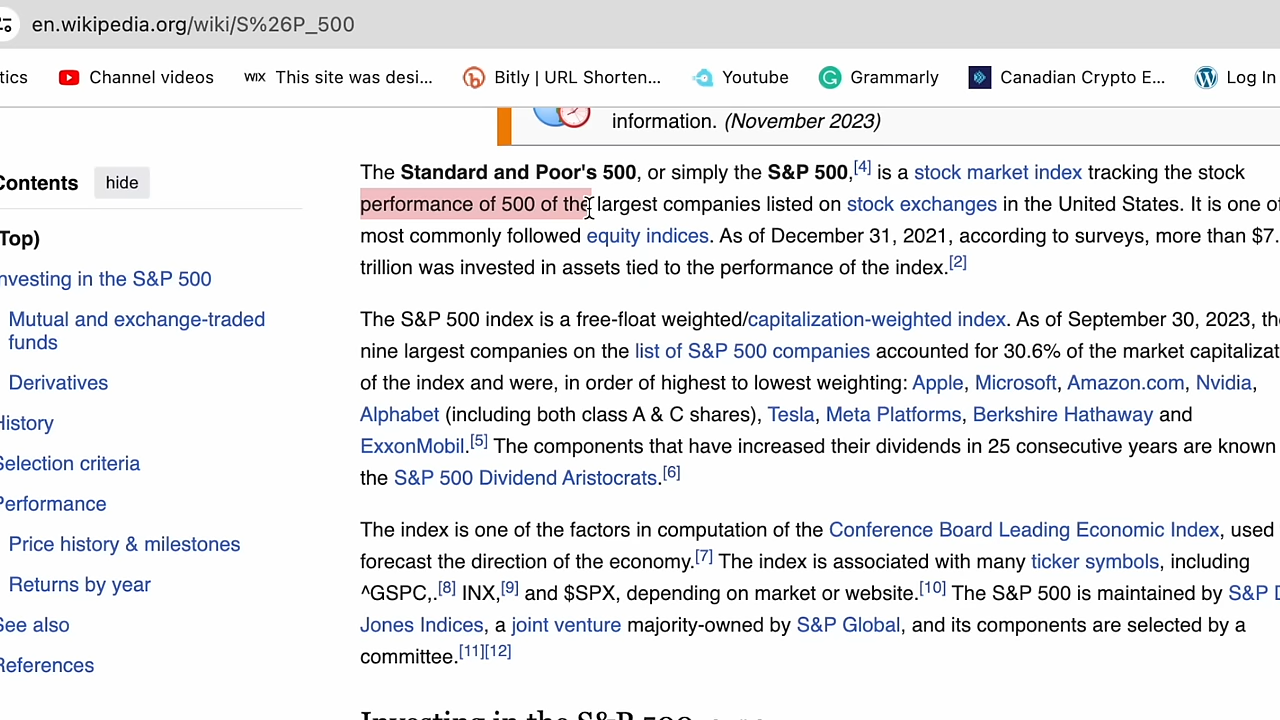 en.wikipedia.org/wiki/S%26P_500
tics Channel videos WIX This site was desi... Bitly | URL Shorten... Youtube Grammarly Canadian Crypto E... Log In
information. (November 2023)
Contents hide
The Standard and Poor's 500, or simply the S&P 500,[4] is a stock market index tracking the stock
performance of 500 of the largest companies listed on stock exchanges in the United States. It is one of
most commonly followed equity indices. As of December 31, 2021, according to surveys, more than $7.
trillion was invested in assets tied to the performance of the index.[2]
(Top)
nvesting in the S&P 500
Mutual and exchange-traded
funds
Derivatives
History
Selection criteria
Performance
Price history & milestones
Returns by year
See also
References
The S&P 500 index is a free-float weighted/capitalization-weighted index. As of September 30, 2023, the
nine largest companies on the list of S&P 500 companies accounted for 30.6% of the market capitalizat
of the index and were, in order of highest to lowest weighting: Apple, Microsoft, Amazon.com, Nvidia,
Alphabet (including both class A & C shares), Tesla, Meta Platforms, Berkshire Hathaway and
ExxonMobil.[5] The components that have increased their dividends in 25 consecutive years are known
the S&P 500 Dividend Aristocrats.[6]
The index is one of the factors in computation of the Conference Board Leading Economic Index, used
forecast the direction of the economy.[7] The index is associated with many ticker symbols, including
^GSPC,.[8] INX,[9] and $SPX, depending on market or website.[10] The S&P 500 is maintained by S&P D
Jones Indices, a joint venture majority-owned by S&P Global, and its components are selected by a
committee.[11][12]
Investing in the S&P 500